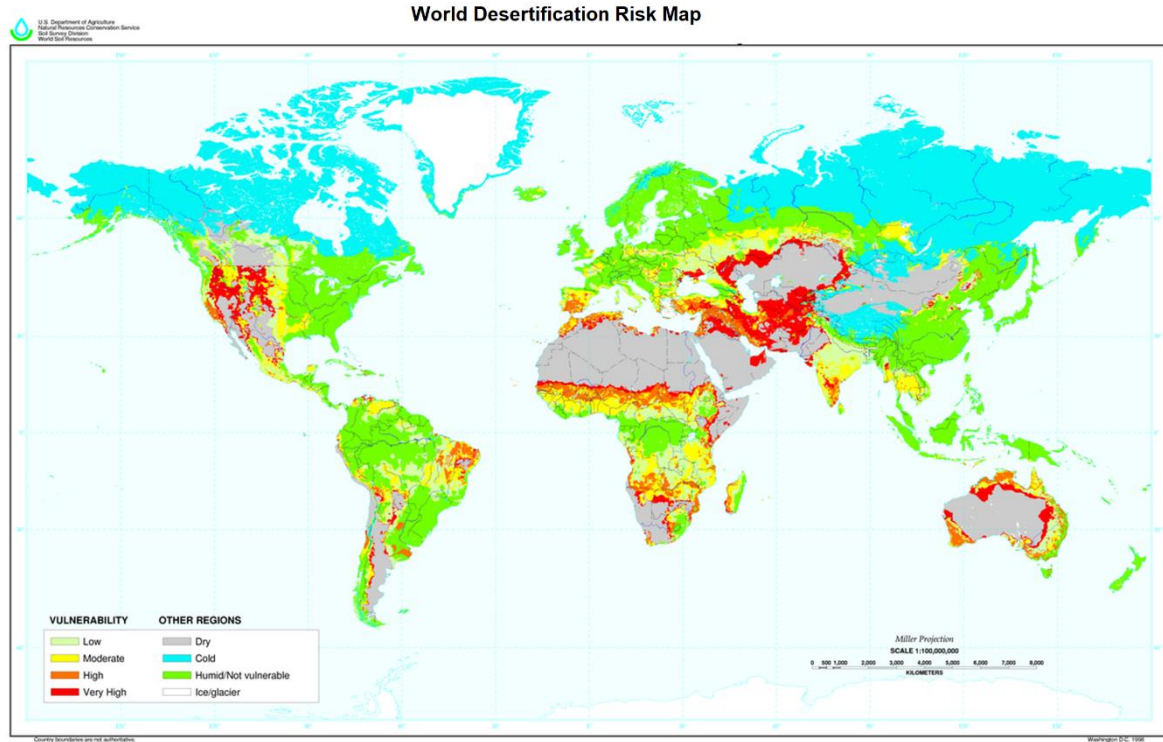 World Desertification Risk Map
U.S. Department of Agriculture
Natural Resources Conservation Service
Soil Survey Division
World Soil Resources
VULNERABILITY
OTHER REGIONS
Low
Dry
Moderate
Cold
High
Humid/Not vulnerable
Very High
Ice/glacier
Miller Projection
SCALE 1:100,000,000
0 500 1,000 2,000 3,000 4,000 5,000 6,000 7,000 8,000
KILOMETERS
Country boundaries are not authoritative.
Washington D.C. 1998